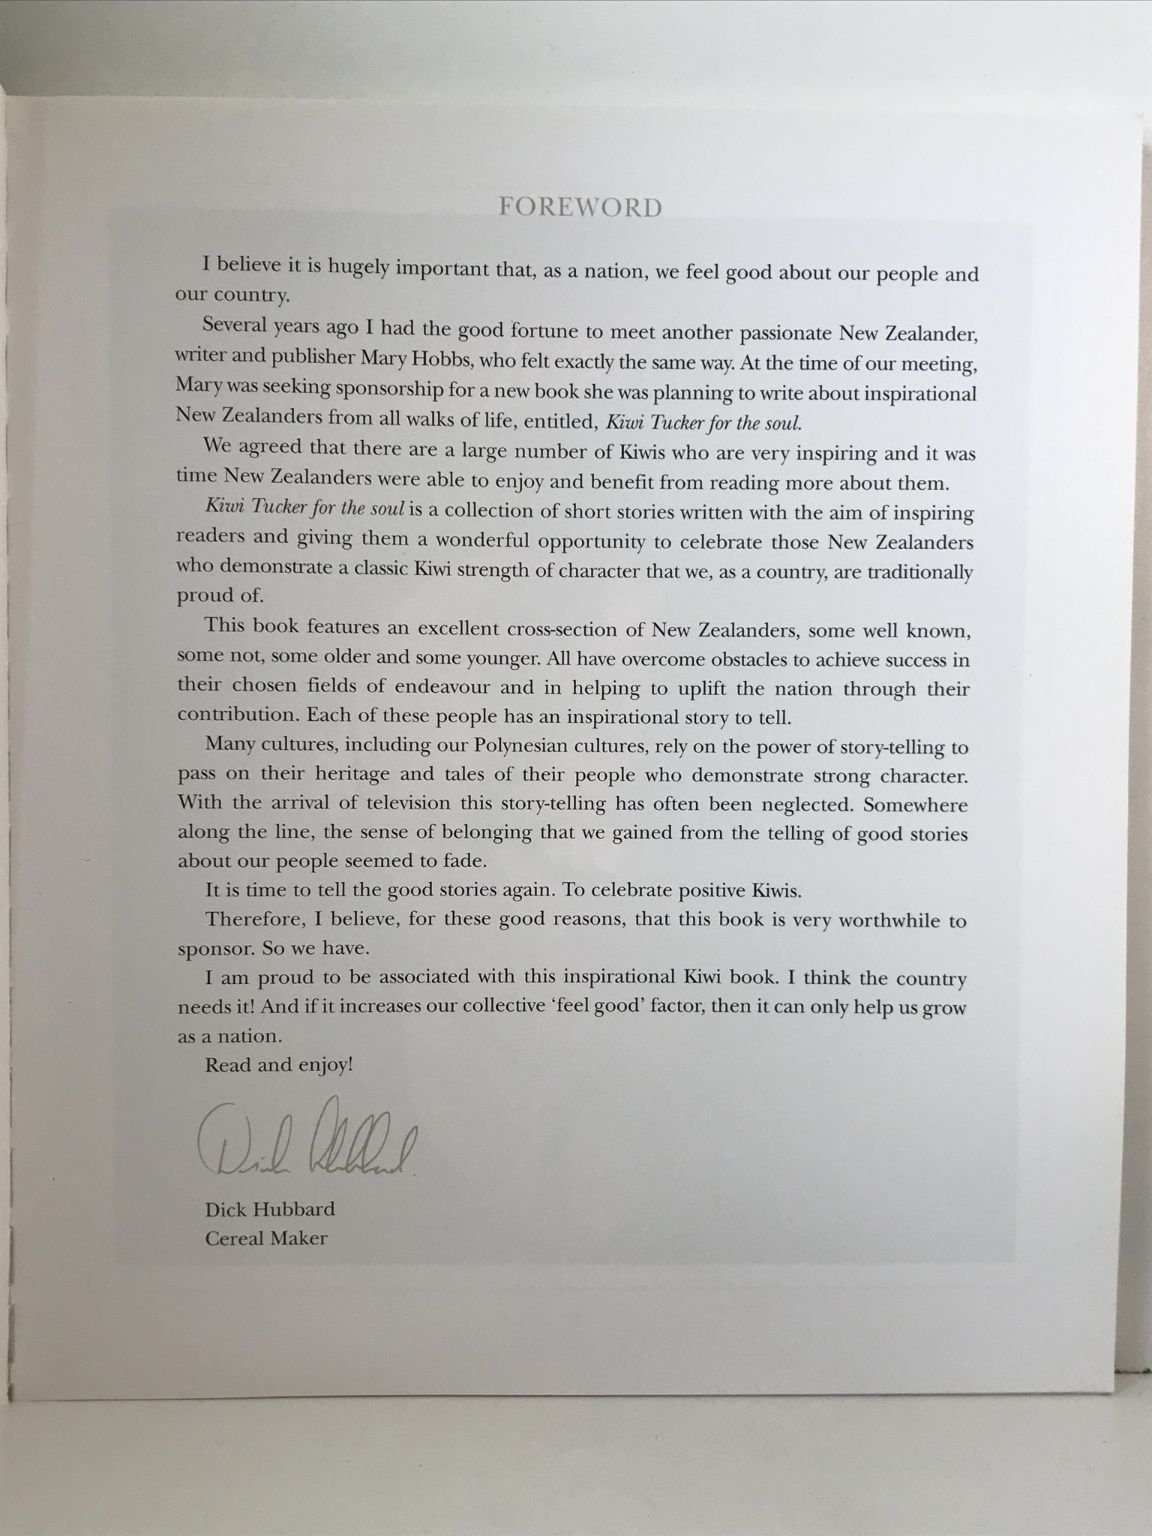 FOREWORD
I believe it is hugely important that, as a nation, we feel good about our people and
our country.
Several years ago I had the good fortune to meet another passionate New Zealander,
writer and publisher Mary Hobbs, who felt exactly the same way. At the time of our meeting,
Mary was seeking sponsorship for a new book she was planning to write about inspirational
New Zealanders from all walks of life, entitled, Kiwi Tucker for the soul.
We agreed that there are a large number of Kiwis who are very inspiring and it was
time New Zealanders were able to enjoy and benefit from reading more about them.
Kiwi Tucker for the soul is a collection of short stories written with the aim of inspiring
readers and giving them a wonderful opportunity to celebrate those New Zealanders
who demonstrate a classic Kiwi strength of character that we, as a country, are traditionally
proud of.
This book features an excellent cross-section of New Zealanders, some well known,
some not, some older and some younger. All have overcome obstacles to achieve success in
their chosen fields of endeavour and in helping to uplift the nation through their
contribution. Each of these people has an inspirational story to tell.
Many cultures, including our Polynesian cultures, rely on the power of story-telling to
pass on their heritage and tales of their people who demonstrate strong character.
With the arrival of television this story-telling has often been neglected. Somewhere
along the line, the sense of belonging that we gained from the telling of good stories
about our people seemed to fade.
It is time to tell the good stories again. To celebrate positive Kiwis.
Therefore, I believe, for these good reasons, that this book is very worthwhile to
sponsor. So we have.
I am proud to be associated with this inspirational Kiwi book. I think the country
needs it! And if it increases our collective ‘feel good’ factor, then it can only help us grow
as a nation.
Read and enjoy!
Dick Hubbard
Dick Hubbard
Cereal Maker